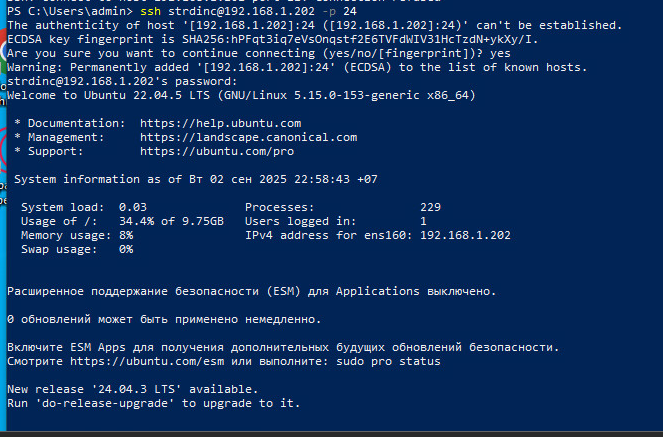 PS C:\Users\admin> ssh strdinc@192.168.1.202 -p 24
The authenticity of host '[192.168.1.202]:24 ([192.168.1.202]:24)' can't be established.
ECDSA key fingerprint is SHA256:hPFqt3iq7eVsOnqstf2E6TVFdWIV31HcTzdN+ykXy/I.
Are you sure you want to continue connecting (yes/no/[fingerprint])? yes
Warning: Permanently added '[192.168.1.202]:24' (ECDSA) to the list of known hosts.
strdinc@192.168.1.202's password:
Welcome to Ubuntu 22.04.5 LTS (GNU/Linux 5.15.0-153-generic x86_64)
* Documentation: https://help.ubuntu.com
* Management: https://landscape.canonical.com
* Support: https://ubuntu.com/pro
System information as of Вт 02 сен 2025 22:58:43 +07
System load: 0.03 Processes: 229
Usage of /: 34.4% of 9.75GB Users logged in: 1
Memory usage: 8% IPv4 address for ens160: 192.168.1.202
Swap usage: 0%
Расширенное поддержание безопасности (ESM) для Applications выключено.
0 обновлений может быть применено немедленно.
Включите ESM Apps для получения дополнительных будущих обновлений безопасности.
Смотрите https://ubuntu.com/esm или выполните: sudo pro status
New release '24.04.3 LTS' available.
Run 'do-release-upgrade' to upgrade to it.